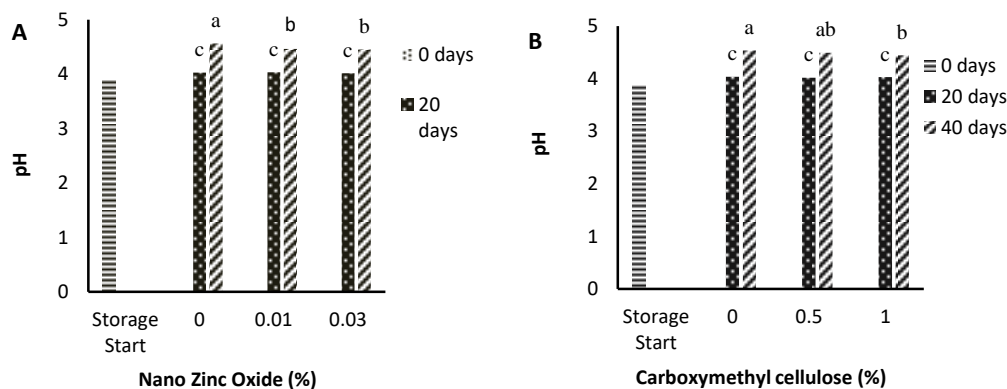 A
5
4
3
2
1
0
pH
c a
c b
c b
Storage Start
0
0.01
0.03
Nano Zinc Oxide (%)
0 days
20 days
B
5
4
3
2
1
0
pH
c a
c ab
c b
Storage Start
0
0.5
1
Carboxymethyl cellulose (%)
0 days
20 days
40 days